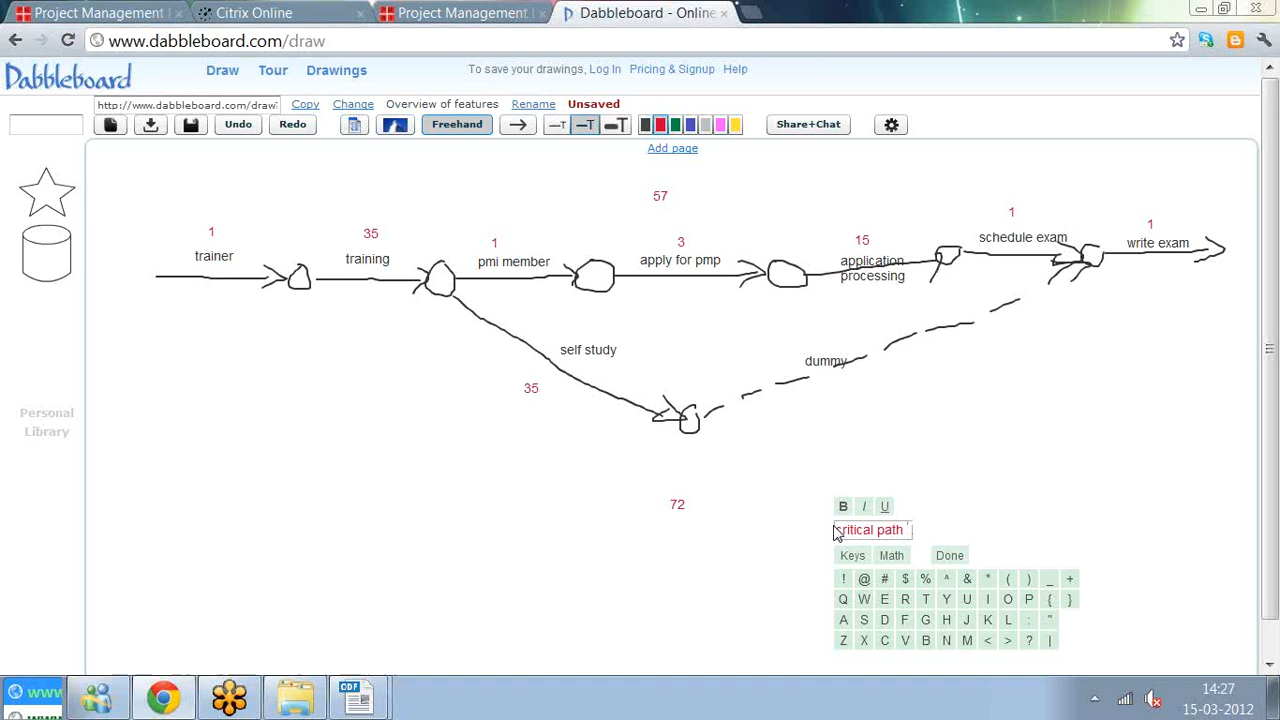 Project Management
Citrix Online
Project Management
Dabbleboard - Online
www.dabbleboard.com/draw
Dabbleboard
Draw
Tour
Drawings
To save your drawings, Log In
Pricing & Signup
Help
http://www.dabbleboard.com/draw
Copy
Change
Overview of features
Rename
Unsaved
Undo
Redo
Freehand
T
T
T
Share+Chat
Add page
57
1
trainer
35
training
1
pmi member
3
apply for pmp
15
application
processing
1
schedule exam
1
write exam
self study
35
dummy
72
Personal
Library
B I U
critical path
Keys Math Done
! @ # $ % ^ & * ( ) _ +
Q W E R T Y U I O P { }
A S D F G H J K L : "
Z X C V B N M < > ? |
www
www
ODF
14:27
15-03-2012